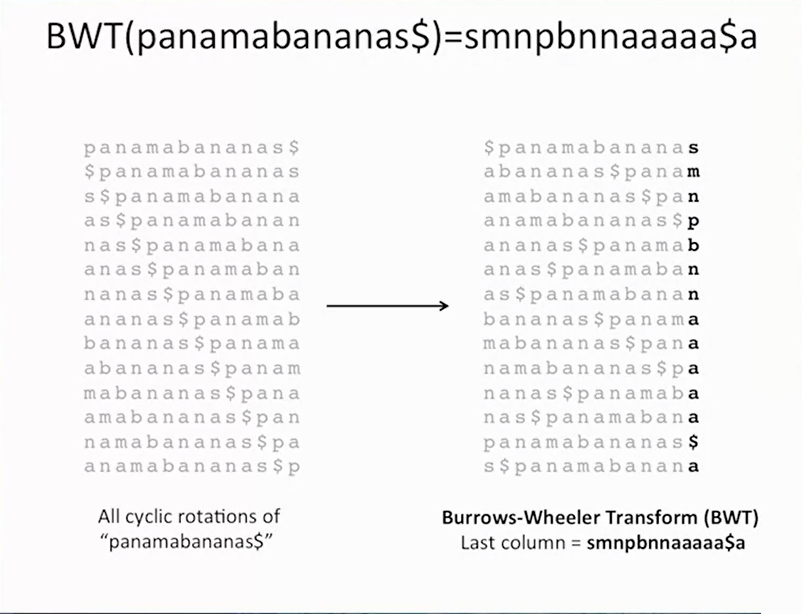 BWT(panamabananas$)=smnpbnnaaaaa$a
panamabananas$
$panamabananas
s$panamabanana
as$panamabanan
nas$panamabana
anas$panamaban
nanas$panamaba
ananas$panamab
bananas$panama
abananas$panam
mabananas$pana
amabananas$pan
namabananas$pa
anamabananas$p
All cyclic rotations of
“panamabananas$”
$panamabananas
abananas$panam
amabananas$pan
anamabananas$p
ananas$panamab
anas$panamaban
as$panamabanan
bananas$panama
mabananas$pana
namabananas$pa
nanas$panamaba
nas$panamabana
panamabananas$
s$panamabanana
Burrows-Wheeler Transform (BWT)
Last column = smnpbnnaaaaa$a